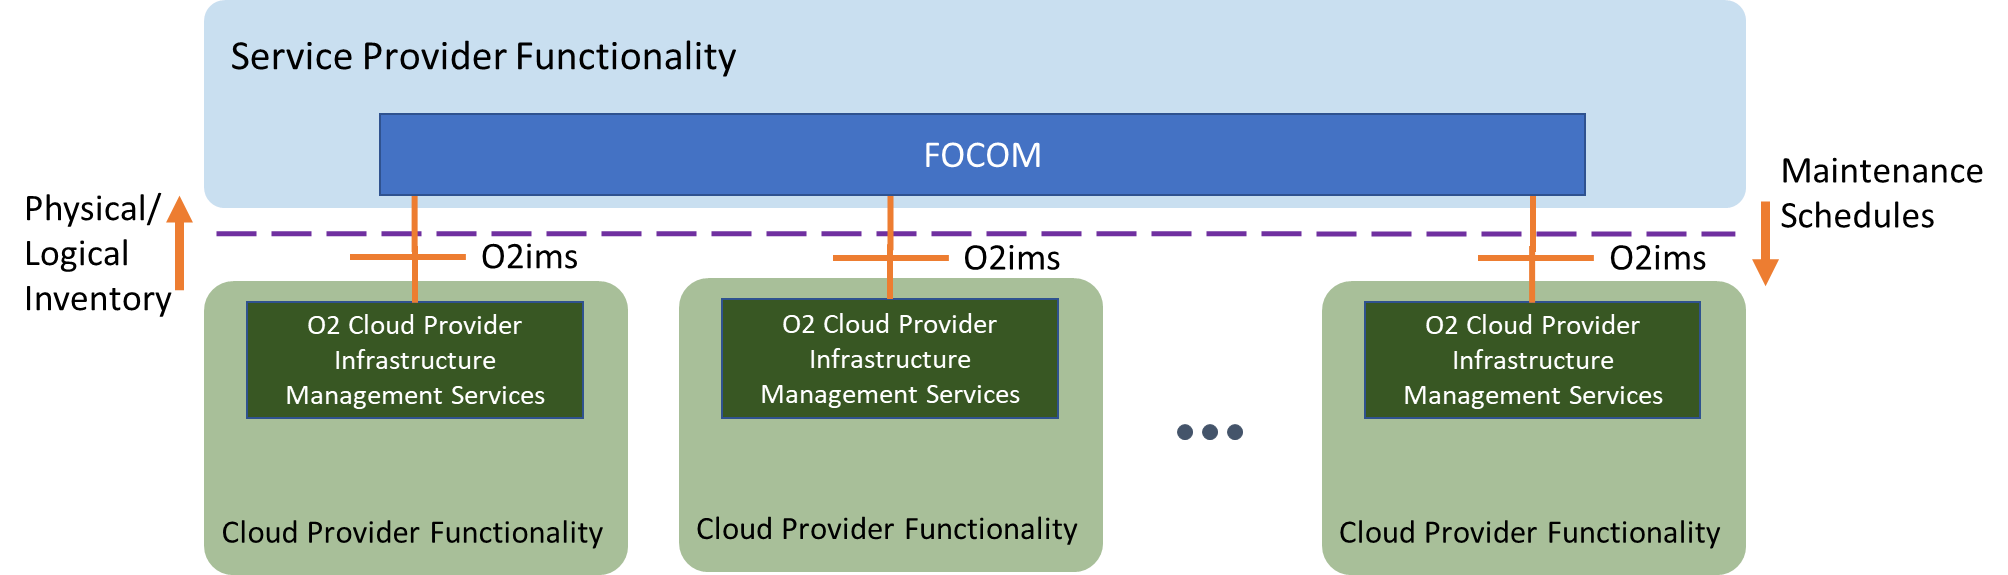 Service Provider Functionality
FOCOM
Physical/
Logical
Inventory
Maintenance
Schedules
O2ims
O2ims
O2ims
O2 Cloud Provider
Infrastructure
Management Services
Cloud Provider Functionality
O2 Cloud Provider
Infrastructure
Management Services
Cloud Provider Functionality
O2 Cloud Provider
Infrastructure
Management Services
Cloud Provider Functionality